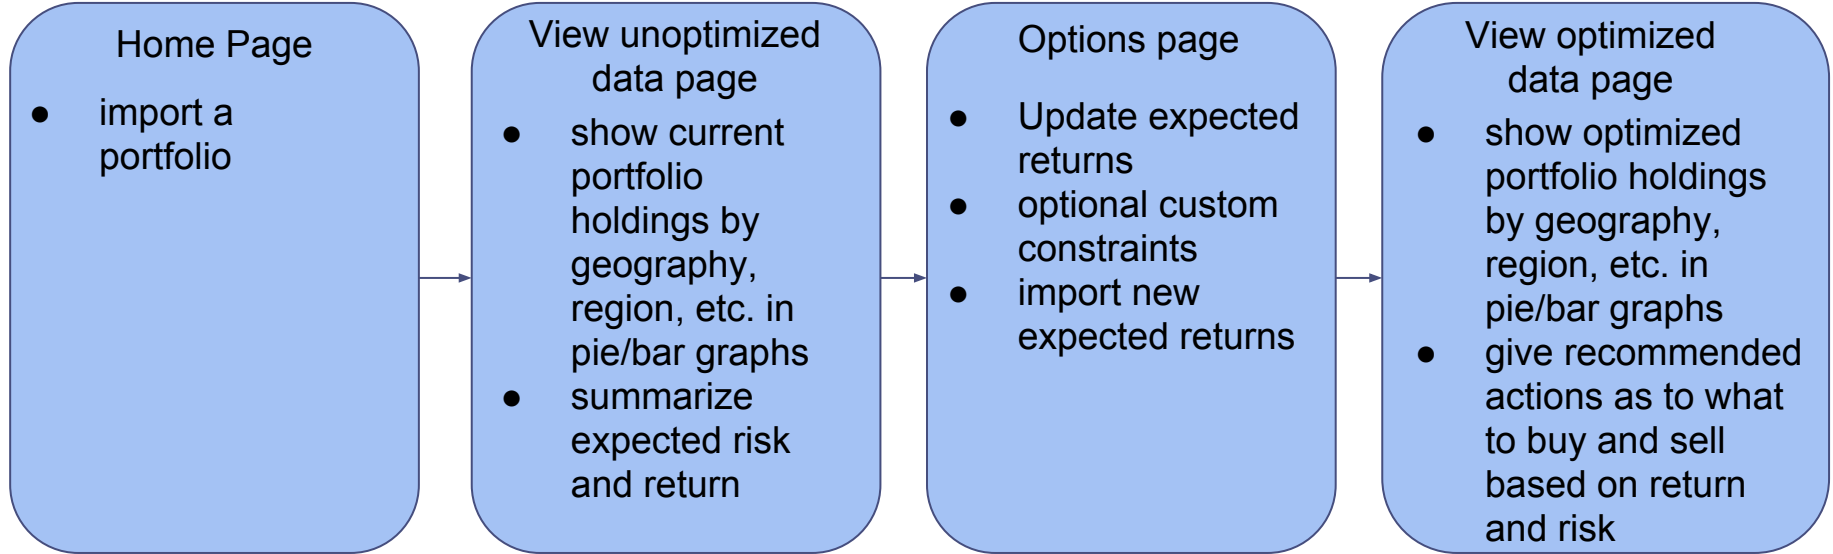 Home Page
● import a
portfolio
View unoptimized
data page
● show current
portfolio
holdings by
geography,
region, etc. in
pie/bar graphs
● summarize
expected risk
and return
Options page
● Update expected
returns
● optional custom
constraints
● import new
expected returns
View optimized
data page
● show optimized
portfolio holdings
by geography,
region, etc. in
pie/bar graphs
● give recommended
actions as to what
to buy and sell
based on return
and risk